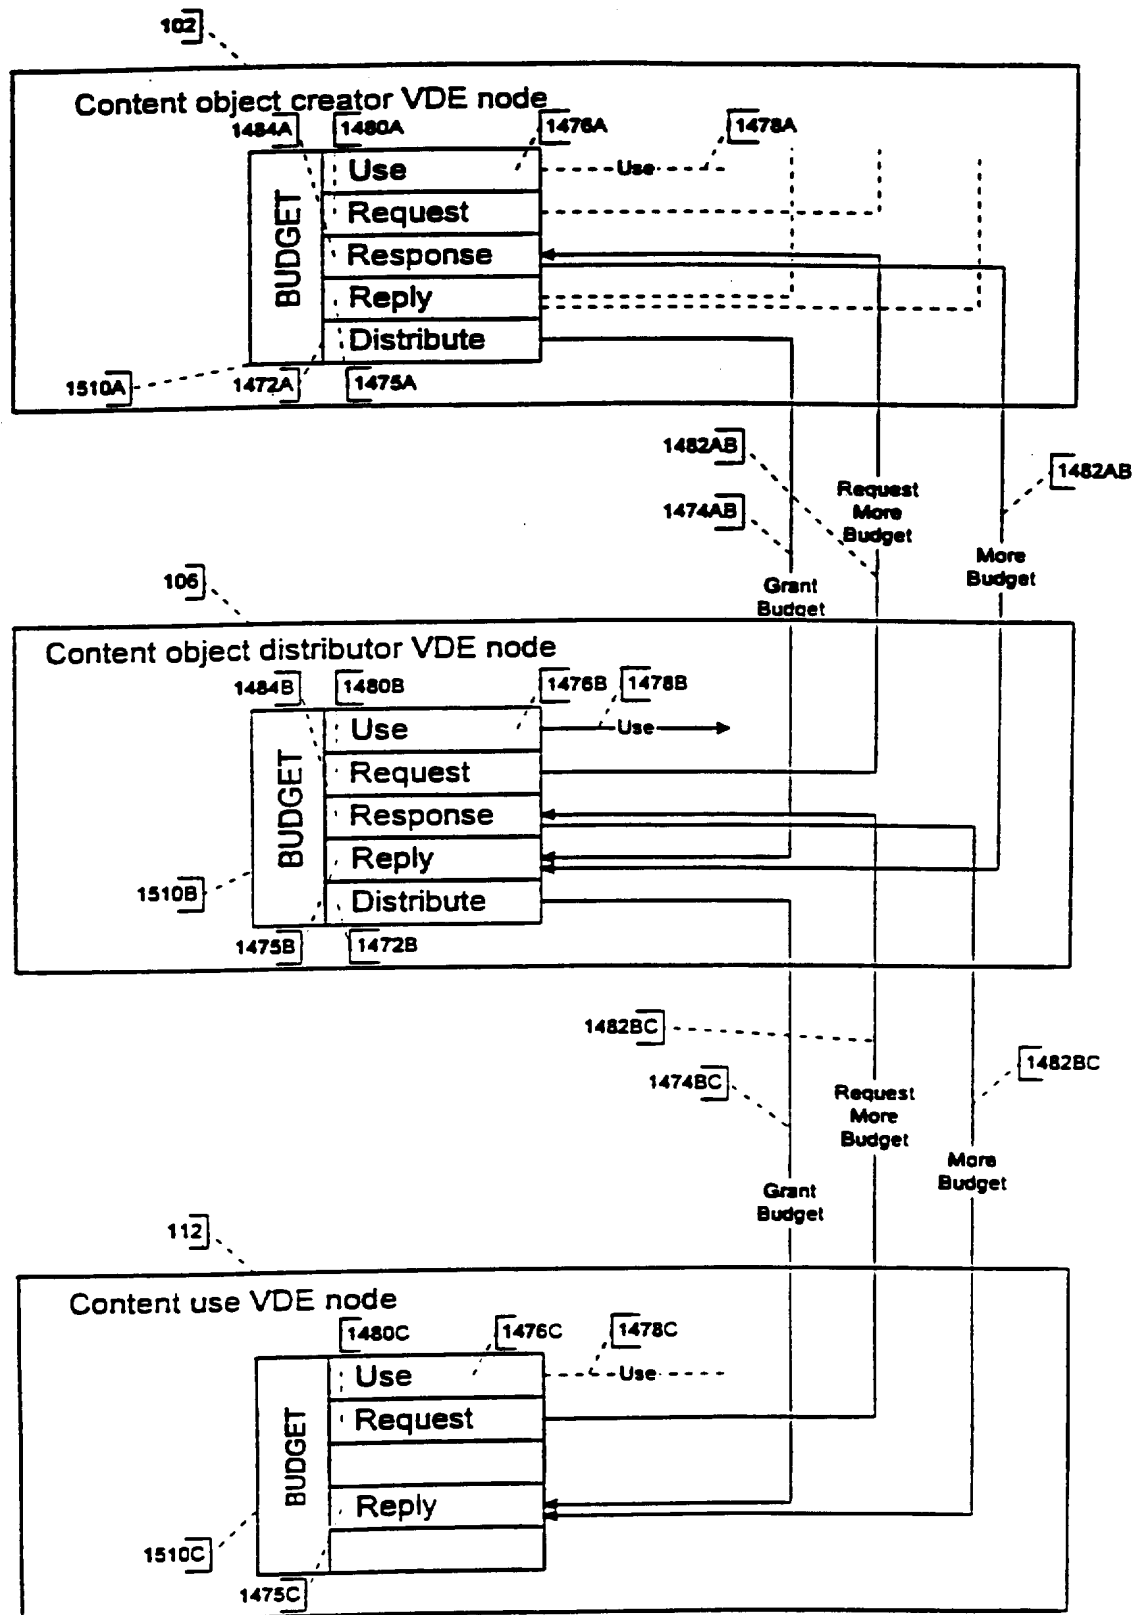 102
Content object creator VDE node
1484A
1480A
1476A
1478A
BUDGET
Use
Use
Request
Response
Reply
Distribute
1510A
1472A
1475A
1482AB
1482AB
1474AB
Request
More
Budget
More
Budget
Grant
Budget
106
Content object distributor VDE node
1484B
1480B
1476B
1478B
BUDGET
Use
Use
Request
Response
Reply
Distribute
1510B
1475B
1472B
1482BC
1482BC
1474BC
Request
More
Budget
More
Budget
Grant
Budget
112
Content use VDE node
1480C
1476C
1478C
BUDGET
Use
Use
Request
Reply
1510C
1475C